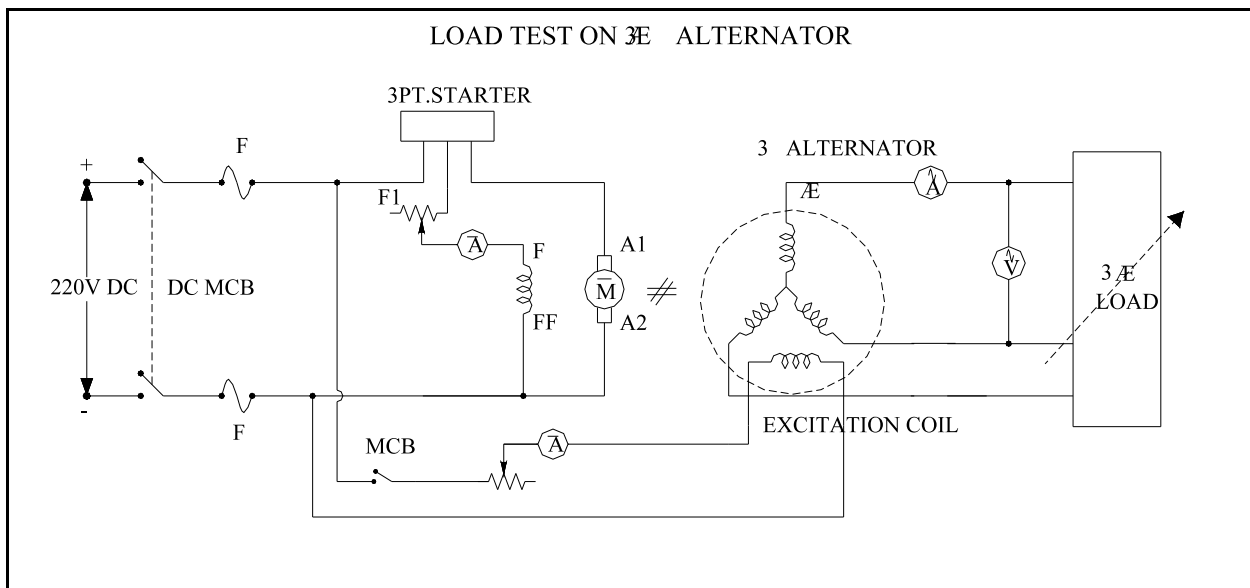 LOAD TEST ON 3Æ ALTERNATOR
3PT.STARTER
F
3 ALTERNATOR
Æ
A
+
F1
A
F
A1
220V DC
DC MCB
M
V
3 Æ
LOAD
FF
A2
-
F
MCB
A
EXCITATION COIL